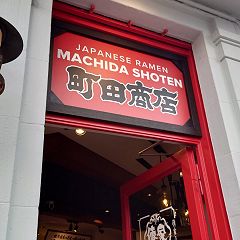 JAPANESE RAMEN
MACHIDA SHOTEN
町田商店